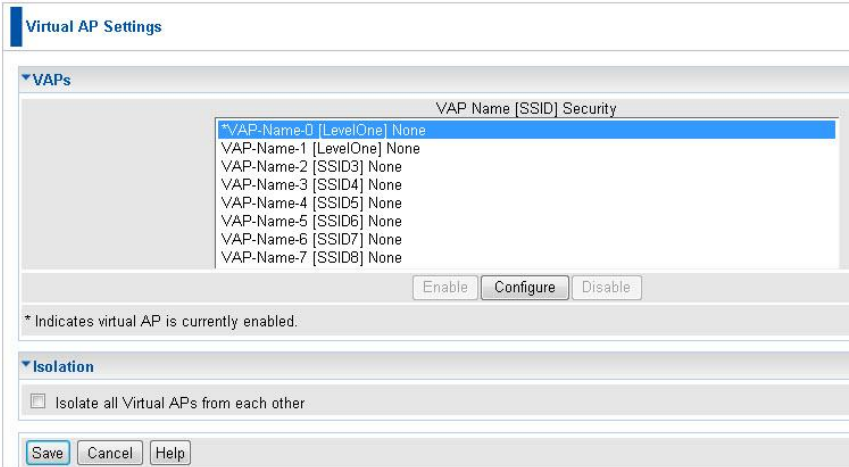 Virtual AP Settings
VAPs
VAP Name [SSID] Security
*VAP-Name-0 [LevelOne] None
VAP-Name-1 [LevelOne] None
VAP-Name-2 [SSID3] None
VAP-Name-3 [SSID4] None
VAP-Name-4 [SSID5] None
VAP-Name-5 [SSID6] None
VAP-Name-6 [SSID7] None
VAP-Name-7 [SSID8] None
Enable Configure Disable
* Indicates virtual AP is currently enabled.
Isolation
Isolate all Virtual APs from each other
Save Cancel Help